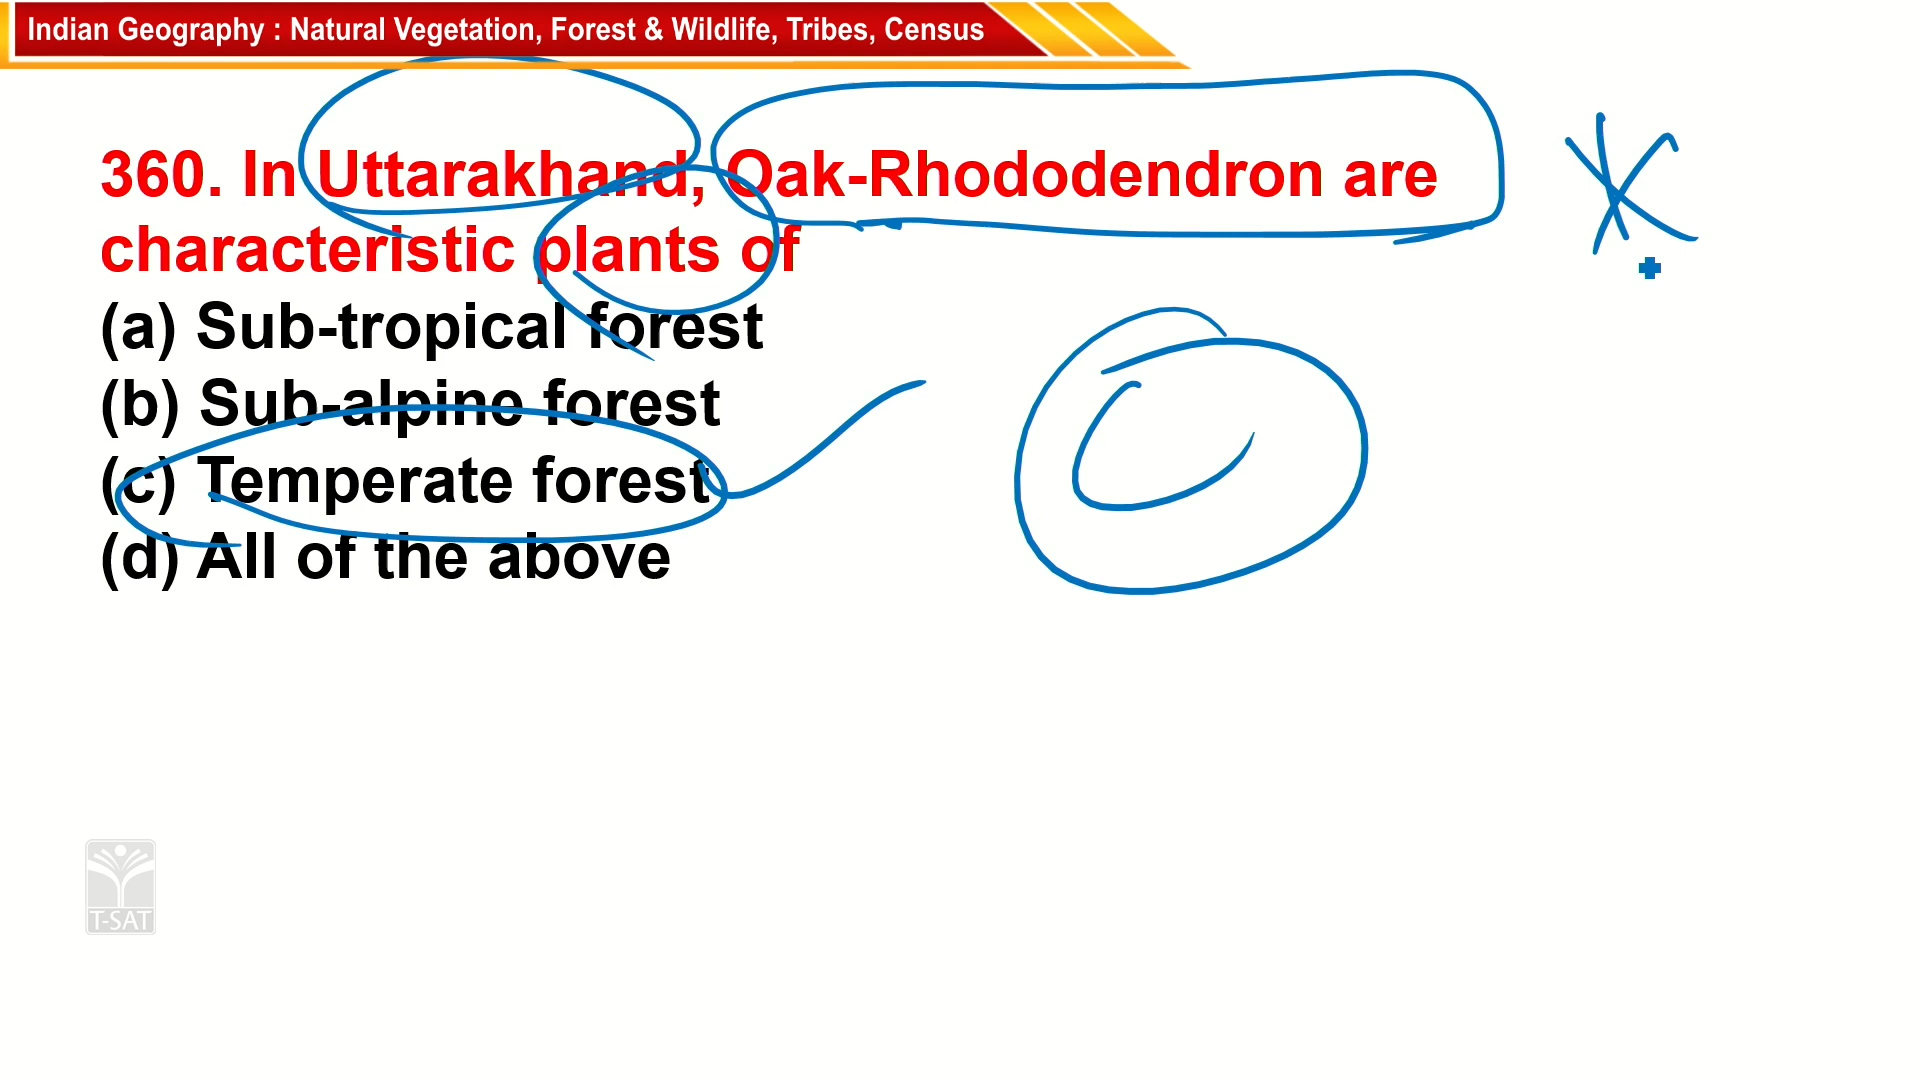 Indian Geography : Natural Vegetation, Forest & Wildlife, Tribes, Census
360. In Uttarakhand, Oak-Rhododendron are
characteristic plants of
(a) Sub-tropical forest
(b) Sub-alpine forest
(c) Temperate forest
(d) All of the above
T-SAT